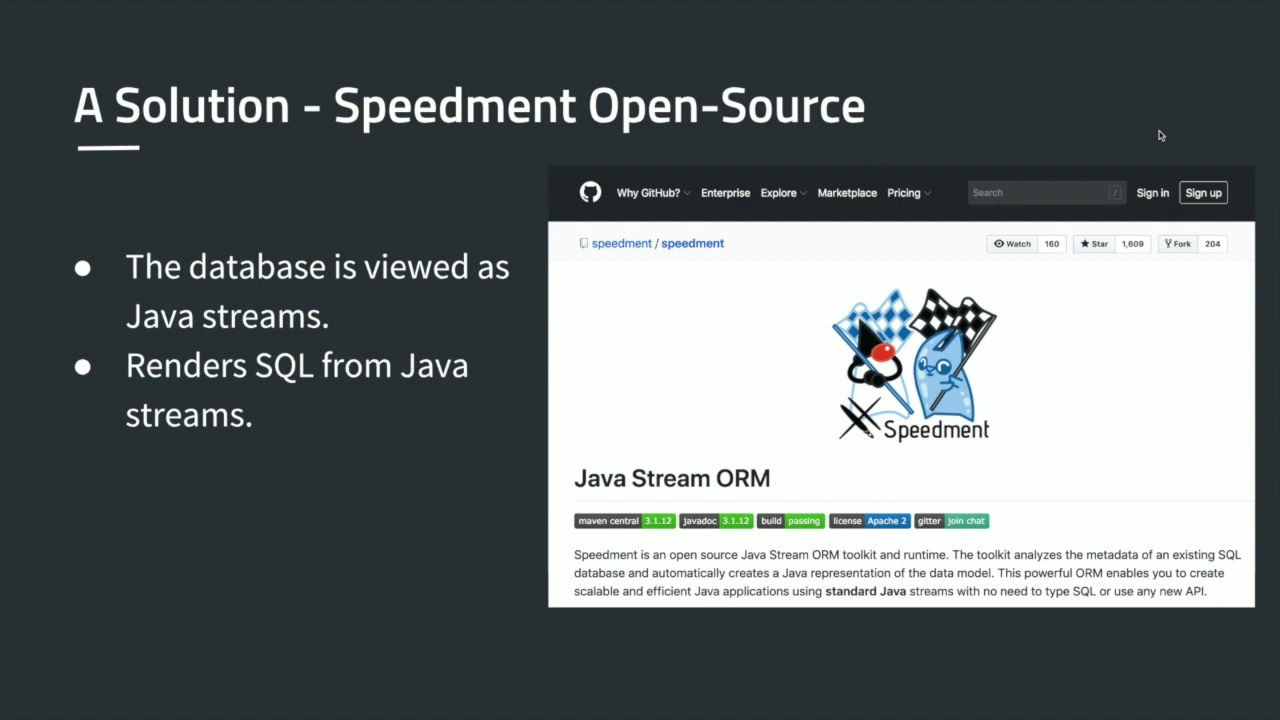 A Solution - Speedment Open-Source
● The database is viewed as
Java streams.
● Renders SQL from Java
streams.
Why GitHub? Enterprise Explore Marketplace Pricing Search / Sign in Sign up
speedment / speedment Watch 160 Star 1,609 Fork 204
Speedment
Java Stream ORM
maven central 3.1.12 javadoc 3.1.12 build passing license Apache 2 gitter join chat
Speedment is an open source Java Stream ORM toolkit and runtime. The toolkit analyzes the metadata of an existing SQL
database and automatically creates a Java representation of the data model. This powerful ORM enables you to create
scalable and efficient Java applications using standard Java streams with no need to type SQL or use any new API.